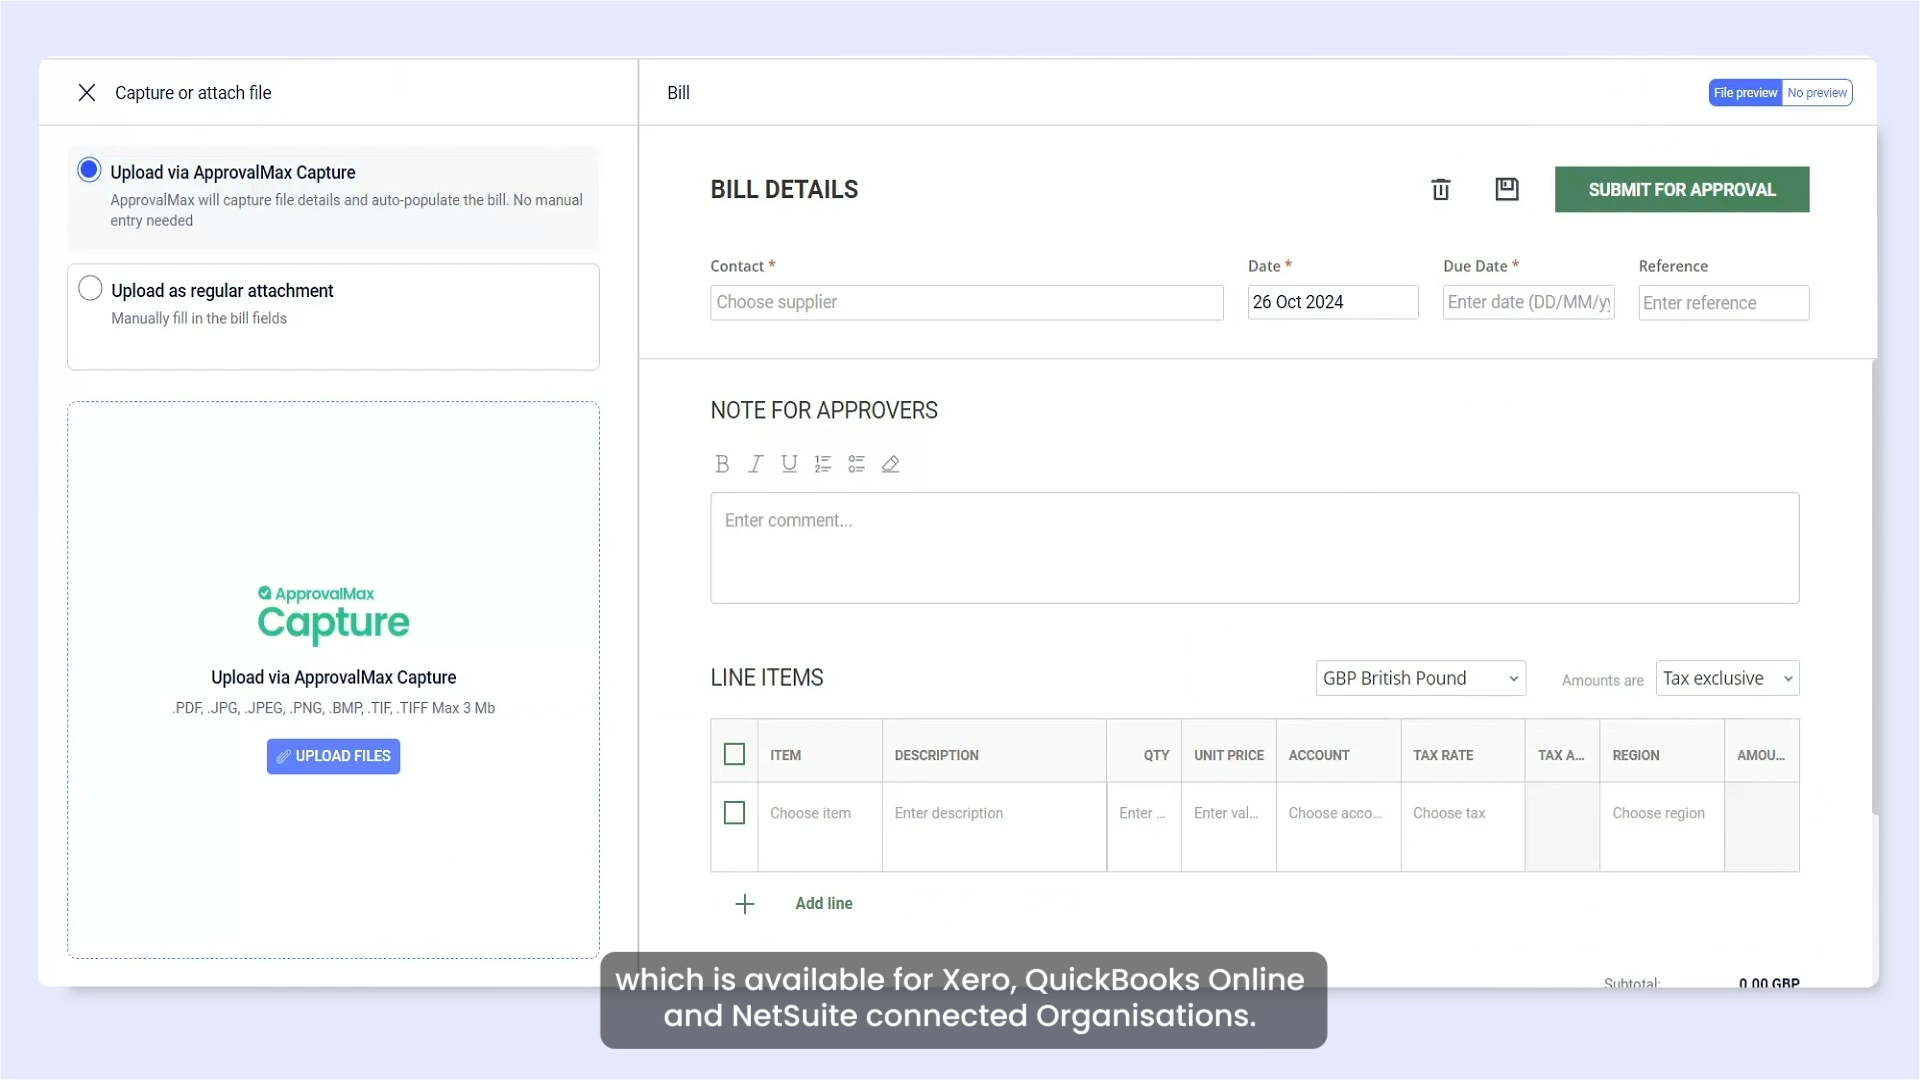 Capture or attach file
Bill
File preview
No preview
Upload via ApprovalMax Capture
ApprovalMax will capture file details and auto-populate the bill. No manual
entry needed
Upload as regular attachment
Manually fill in the bill fields
ApprovalMax
Capture
Upload via ApprovalMax Capture
.PDF, .JPG, .JPEG, .PNG, .BMP, .TIF, .TIFF Max 3 Mb
UPLOAD FILES
BILL DETAILS
SUBMIT FOR APPROVAL
Contact *
Date *
Due Date *
Reference
Choose supplier
26 Oct 2024
Enter date (DD/MM/yy
Enter reference
NOTE FOR APPROVERS
Enter comment...
LINE ITEMS
GBP British Pound
Amounts are
Tax exclusive
ITEM
DESCRIPTION
QTY
UNIT PRICE
ACCOUNT
TAX RATE
TAX A...
REGION
AMOU...
Choose item
Enter description
Enter ...
Enter val...
Choose acco...
Choose tax
Choose region
Add line
Subtotal:
0.00 GBP
which is available for Xero, QuickBooks Online
and NetSuite connected Organisations.